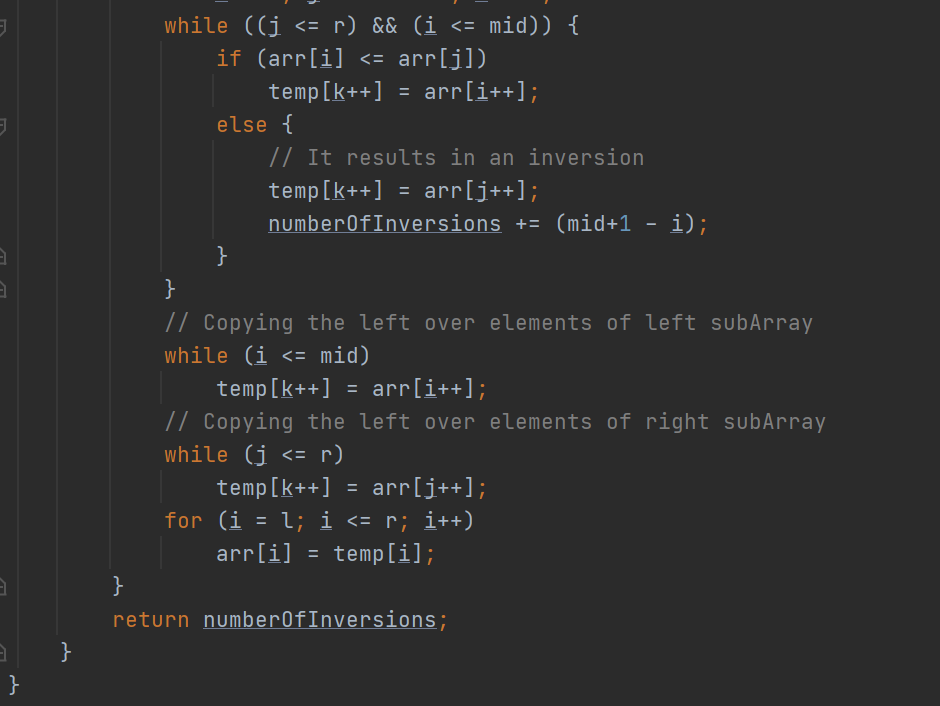 while ((j <= r) && (i <= mid)) {
if (arr[i] <= arr[j])
temp[k++] = arr[i++];
else {
// It results in an inversion
temp[k++] = arr[j++];
numberOfInversions += (mid+1 - i);
}
}
// Copying the left over elements of left subArray
while (i <= mid)
temp[k++] = arr[i++];
// Copying the left over elements of right subArray
while (j <= r)
temp[k++] = arr[j++];
for (i = l; i <= r; i++)
arr[i] = temp[i];
}
return numberOfInversions;
}
}